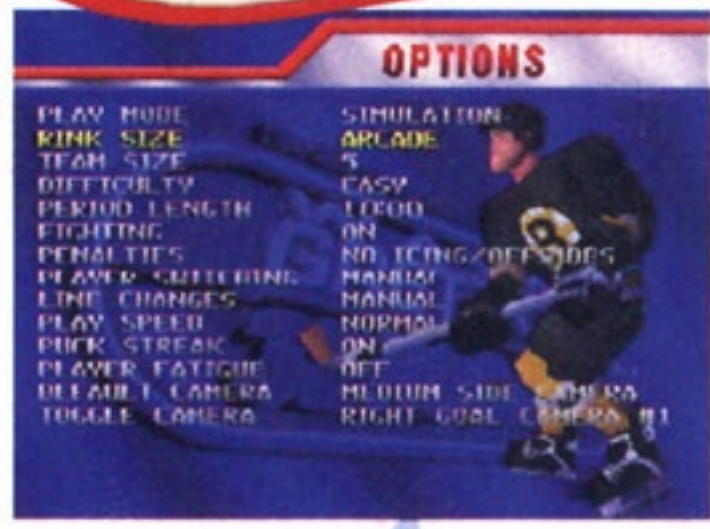 OPTIONS
PLAY MODE SIMULATION
RINK SIZE ARCADE
TEAM SIZE 5
DIFFICULTY EASY
PERIOD LENGTH 10:00
FIGHTING ON
PENALTIES NO ICING/OFFSIDES
PLAYER SWITCHING MANUAL
LINE CHANGES MANUAL
PLAY SPEED NORMAL
PUCK STREAK ON
PLAYER FATIGUE OFF
DEFAULT CAMERA MEDIUM SIDE CAMERA
TOGGLE CAMERA RIGHT GOAL CAMERA #1